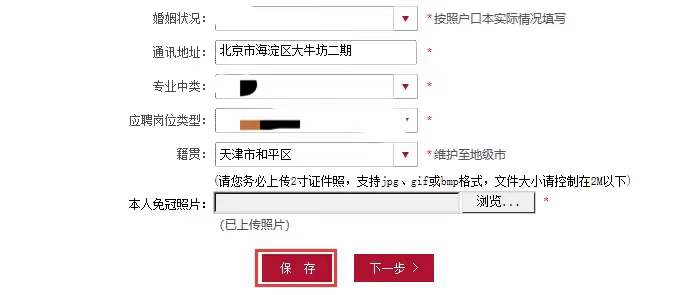 婚姻状况： *按照户口本实际情况填写
通讯地址： 北京市海淀区大牛坊二期 *
专业中类： *
应聘岗位类型： *
籍贯： 天津市和平区 *维护至地级市
(请您务必上传2寸证件照，支持jpg、gif或bmp格式，文件大小请控制在2M以下)
本人免冠照片： 浏览... *
(已上传照片)
保 存 下一步 >